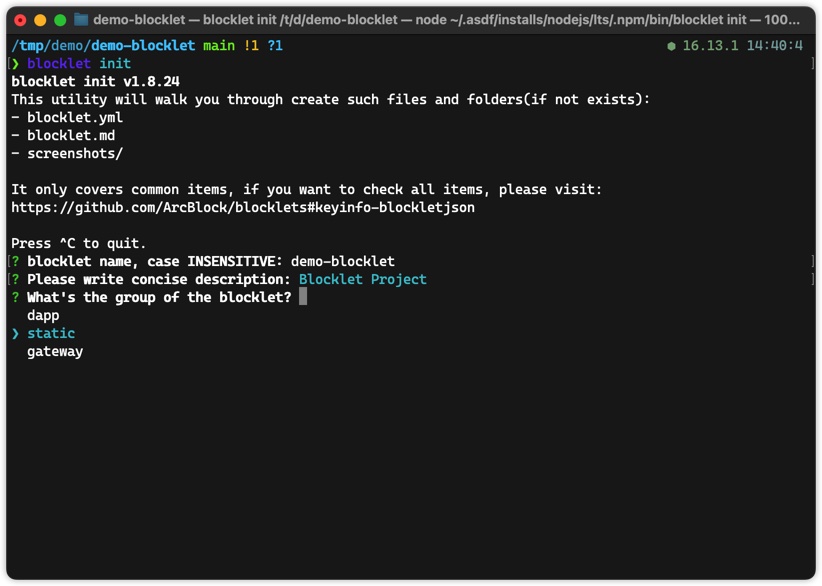 demo-blocklet — blocklet init /t/d/demo-blocklet — node ~/.asdf/installs/nodejs/lts/.npm/bin/blocklet init — 100...
/tmp/demo/demo-blocklet main !1 ?1 ⬢ 16.13.1 14:40:4
[❯ blocklet init ]
blocklet init v1.8.24
This utility will walk you through create such files and folders(if not exists):
- blocklet.yml
- blocklet.md
- screenshots/
It only covers common items, if you want to check all items, please visit:
https://github.com/ArcBlock/blocklets#keyinfo-blockletjson
Press ^C to quit.
[? blocklet name, case INSENSITIVE: demo-blocklet ]
[? Please write concise description: Blocklet Project ]
? What's the group of the blocklet?
dapp
❯ static
gateway